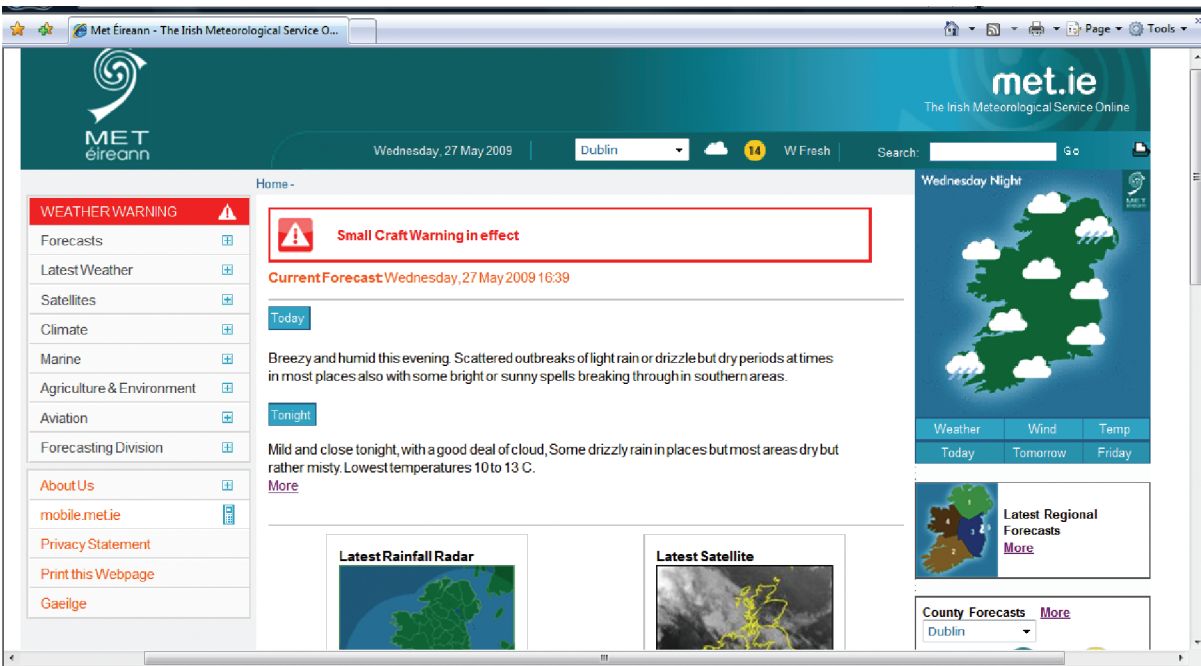 Met Éireann - The Irish Meteorological Service O...
Page
Tools
MET
éireann
met.ie
The Irish Meteorological Service Online
Wednesday, 27 May 2009
Dublin
14
W Fresh
Search:
Go
Home -
WEATHER WARNING
Forecasts
Latest Weather
Satellites
Climate
Marine
Agriculture & Environment
Aviation
Forecasting Division
About Us
mobile.met.ie
Privacy Statement
Print this Webpage
Gaeilge
Small Craft Warning in effect
Current Forecast: Wednesday, 27 May 2009 16:39
Today
Breezy and humid this evening. Scattered outbreaks of light rain or drizzle but dry periods at times
in most places also with some bright or sunny spells breaking through in southern areas.
Tonight
Mild and close tonight, with a good deal of cloud, Some drizzly rain in places but most areas dry but
rather misty. Lowest temperatures 10 to 13 C.
More
Latest Rainfall Radar
Latest Satellite
Wednesday Night
MET
éireann
Weather Wind Temp
Today Tomorrow Friday
1
4
3
2
Latest Regional
Forecasts
More
County Forecasts More
Dublin